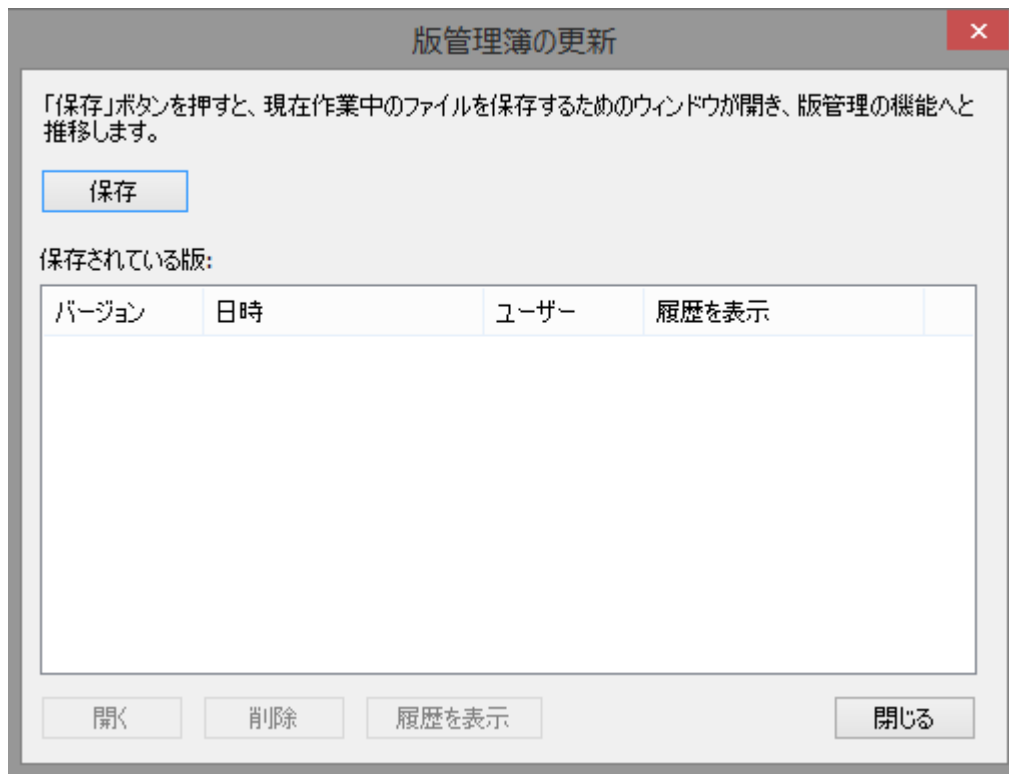 版管理簿の更新
「保存」ボタンを押すと、現在作業中のファイルを保存するためのウィンドウが開き、版管理の機能へと
推移します。
保存
保存されている版:
バージョン 日時 ユーザー 履歴を表示
開く 削除 履歴を表示 閉じる